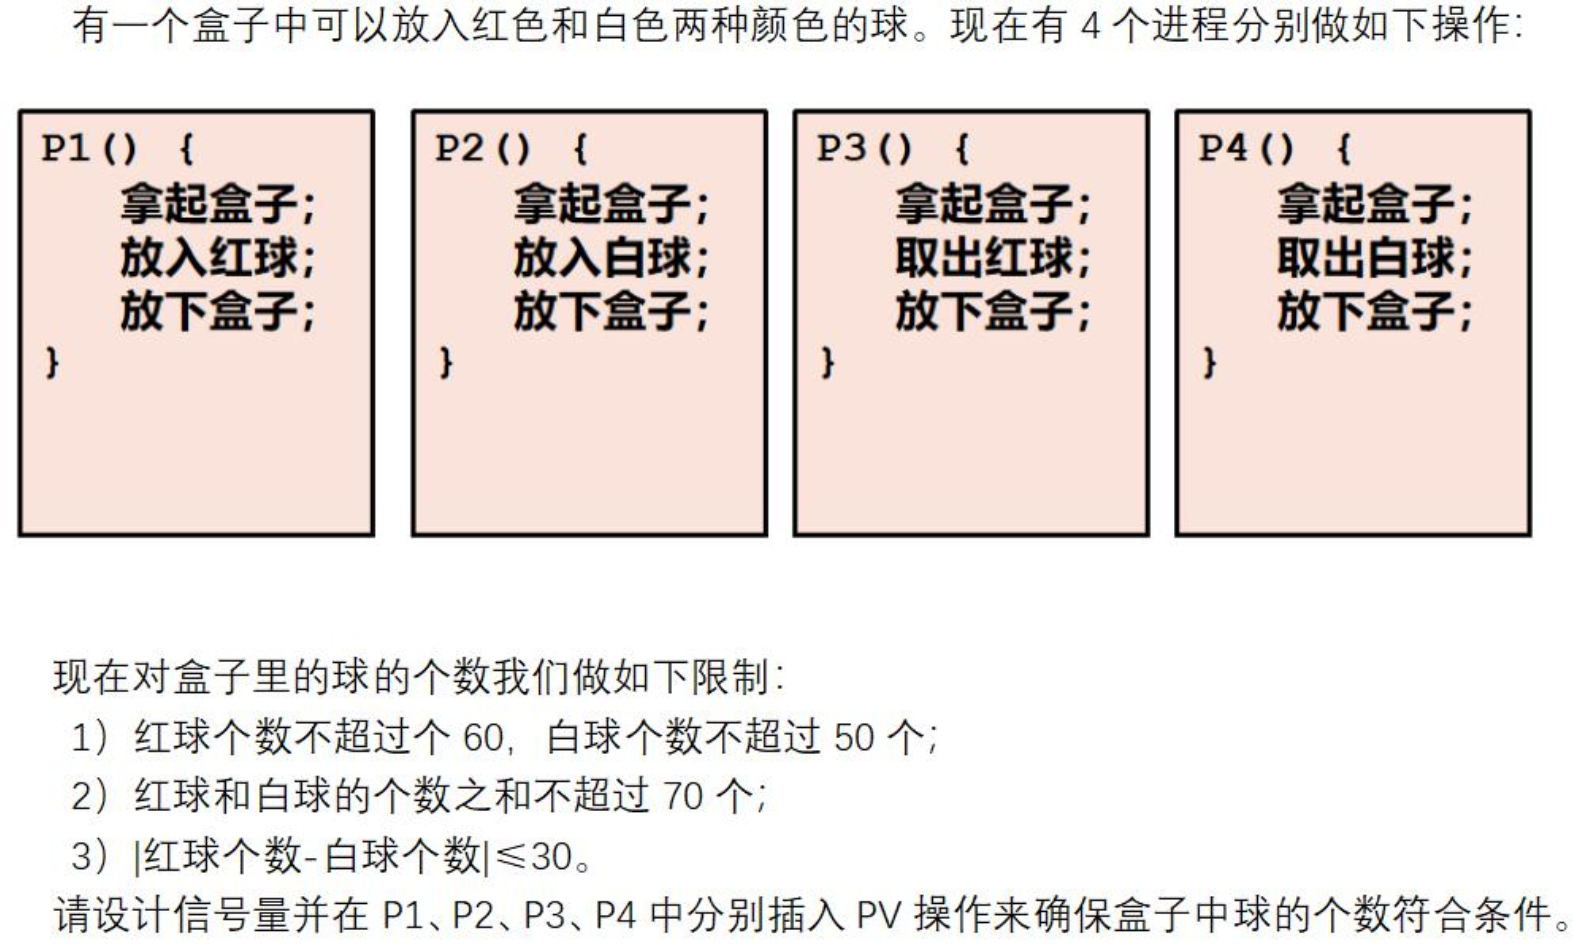 有一个盒子中可以放入红色和白色两种颜色的球。现在有 4 个进程分别做如下操作：
P1() {
拿起盒子；
放入红球；
放下盒子；
}
P2() {
拿起盒子；
放入白球；
放下盒子；
}
P3() {
拿起盒子；
取出红球；
放下盒子；
}
P4() {
拿起盒子；
取出白球；
放下盒子；
}
现在对盒子里的球的个数我们做如下限制：
1）红球个数不超过个 60，白球个数不超过 50 个；
2）红球和白球的个数之和不超过 70 个；
3）|红球个数-白球个数|≤30。
请设计信号量并在 P1、P2、P3、P4 中分别插入 PV 操作来确保盒子中球的个数符合条件。